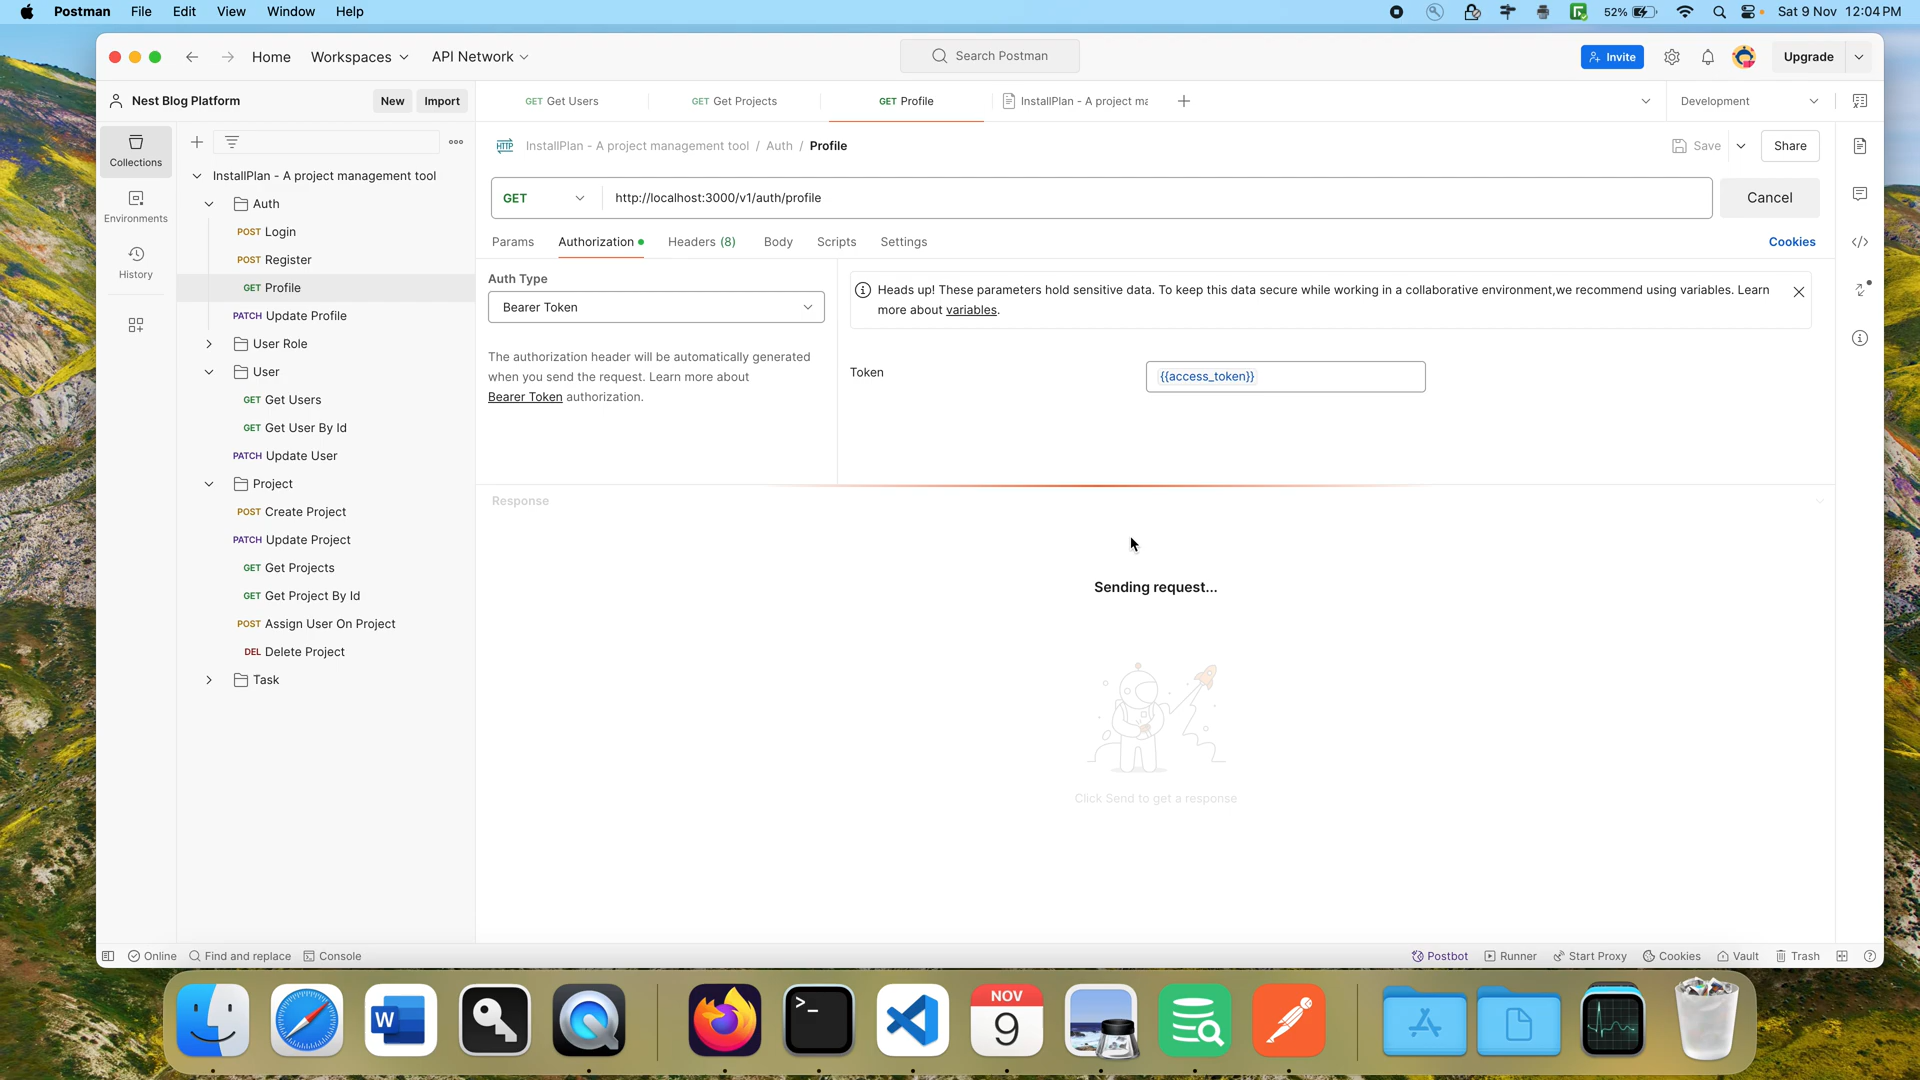 Postman File Edit View Window Help
52% Sat 9 Nov 12:04 PM
Home Workspaces API Network
Search Postman
Invite
Upgrade
Nest Blog Platform
New Import
GET Get Users
GET Get Projects
GET Profile
InstallPlan - A project ma
Development
Collections
Environments
History
InstallPlan - A project management tool
Auth
POST Login
POST Register
GET Profile
PATCH Update Profile
User Role
User
GET Get Users
GET Get User By Id
PATCH Update User
Project
POST Create Project
PATCH Update Project
GET Get Projects
GET Get Project By Id
POST Assign User On Project
DEL Delete Project
Task
HTTP InstallPlan - A project management tool / Auth / Profile
Save
Share
GET http://localhost:3000/v1/auth/profile
Cancel
Params Authorization Headers (8) Body Scripts Settings
Cookies
Auth Type
Bearer Token
The authorization header will be automatically generated
when you send the request. Learn more about
Bearer Token authorization.
Heads up! These parameters hold sensitive data. To keep this data secure while working in a collaborative environment,we recommend using variables. Learn
more about variables.
Token
{{access_token}}
Response
Sending request...
Click Send to get a response
Online Find and replace Console
Postbot Runner Start Proxy Cookies Vault Trash
W
NOV
9